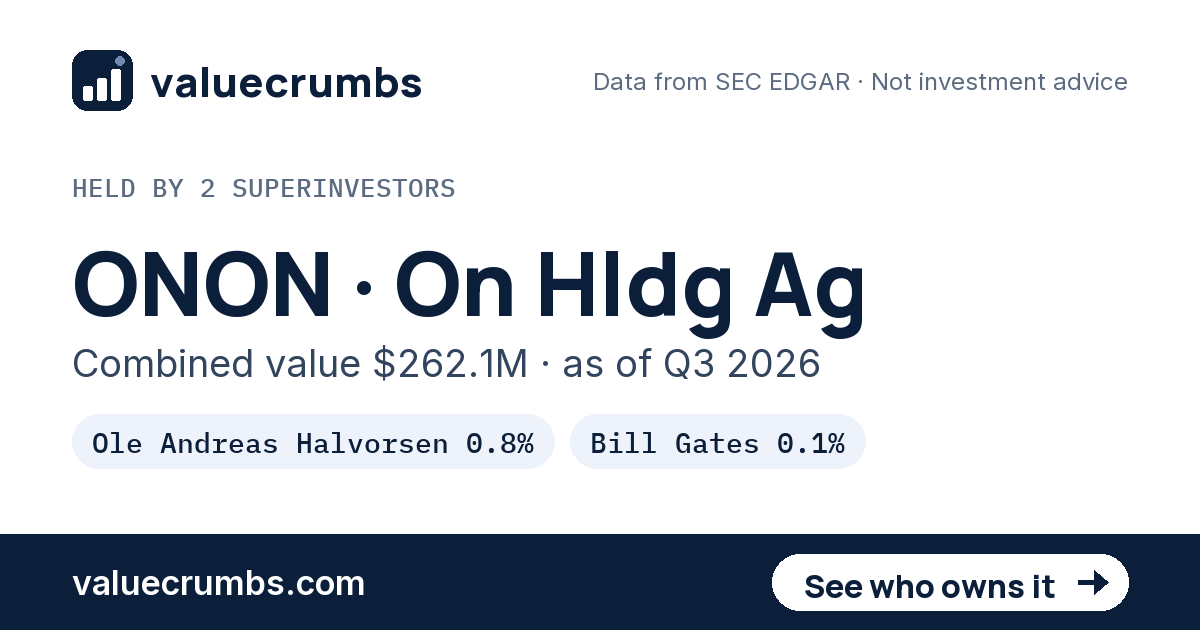 valuecrumbs
Data from SEC EDGAR · Not investment advice
HELD BY 2 SUPERINVESTORS
ONON · On Hldg Ag
Combined value $262.1M · as of Q3 2026
Ole Andreas Halvorsen 0.8%
Bill Gates 0.1%
valuecrumbs.com
See who owns it →